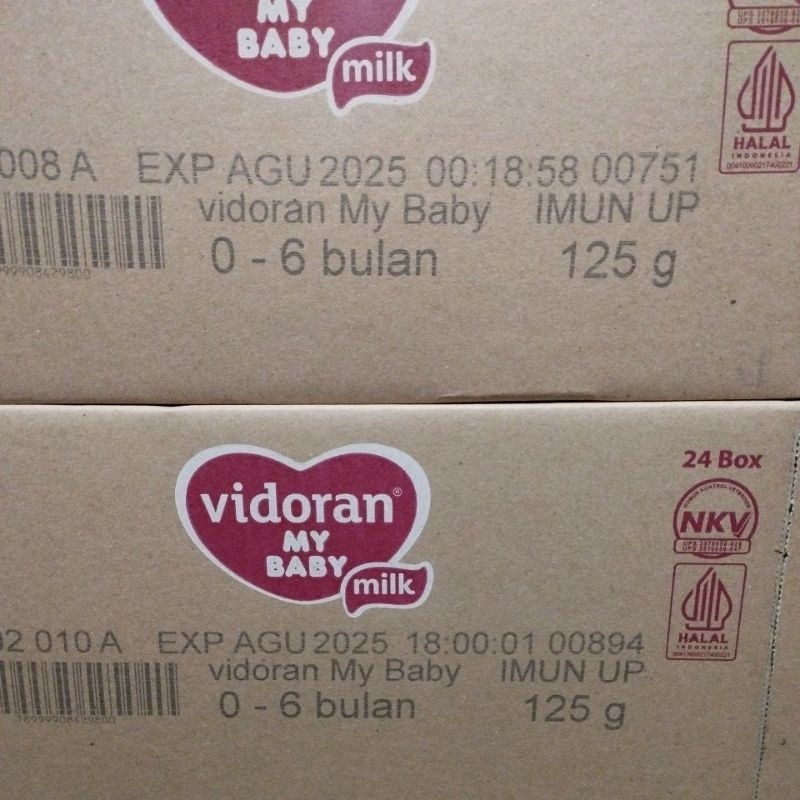 MY
BABY
milk
HALAL
INDONESIA
008 A EXP AGU 2025 00:18:58 00751
vidoran My Baby IMUN UP
0 - 6 bulan 125 g
24 Box
vidoran®
MY
BABY
milk
NKV
HALAL
INDONESIA
02 010 A EXP AGU 2025 18:00:01 00894
vidoran My Baby IMUN UP
0 - 6 bulan 125 g